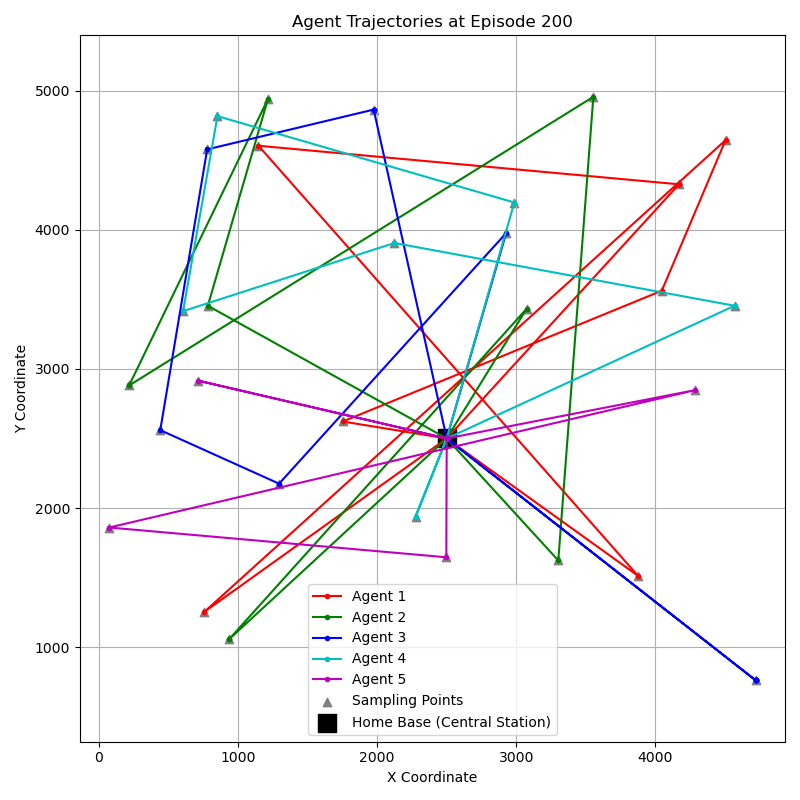 Agent Trajectories at Episode 200
Y Coordinate
5000
4000
3000
2000
1000
Agent 1
Agent 2
Agent 3
Agent 4
Agent 5
Sampling Points
Home Base (Central Station)
0 1000 2000 3000 4000
X Coordinate